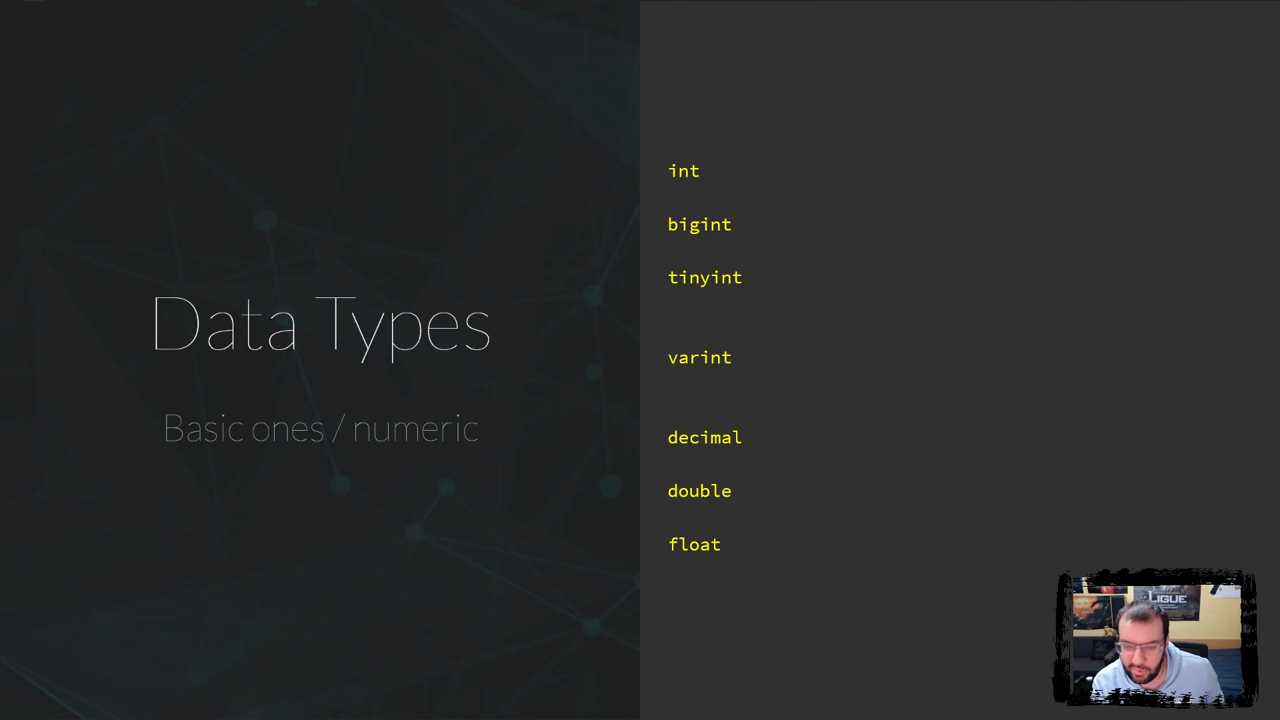 Data Types
Basic ones / numeric
int
bigint
tinyint
varint
decimal
double
float